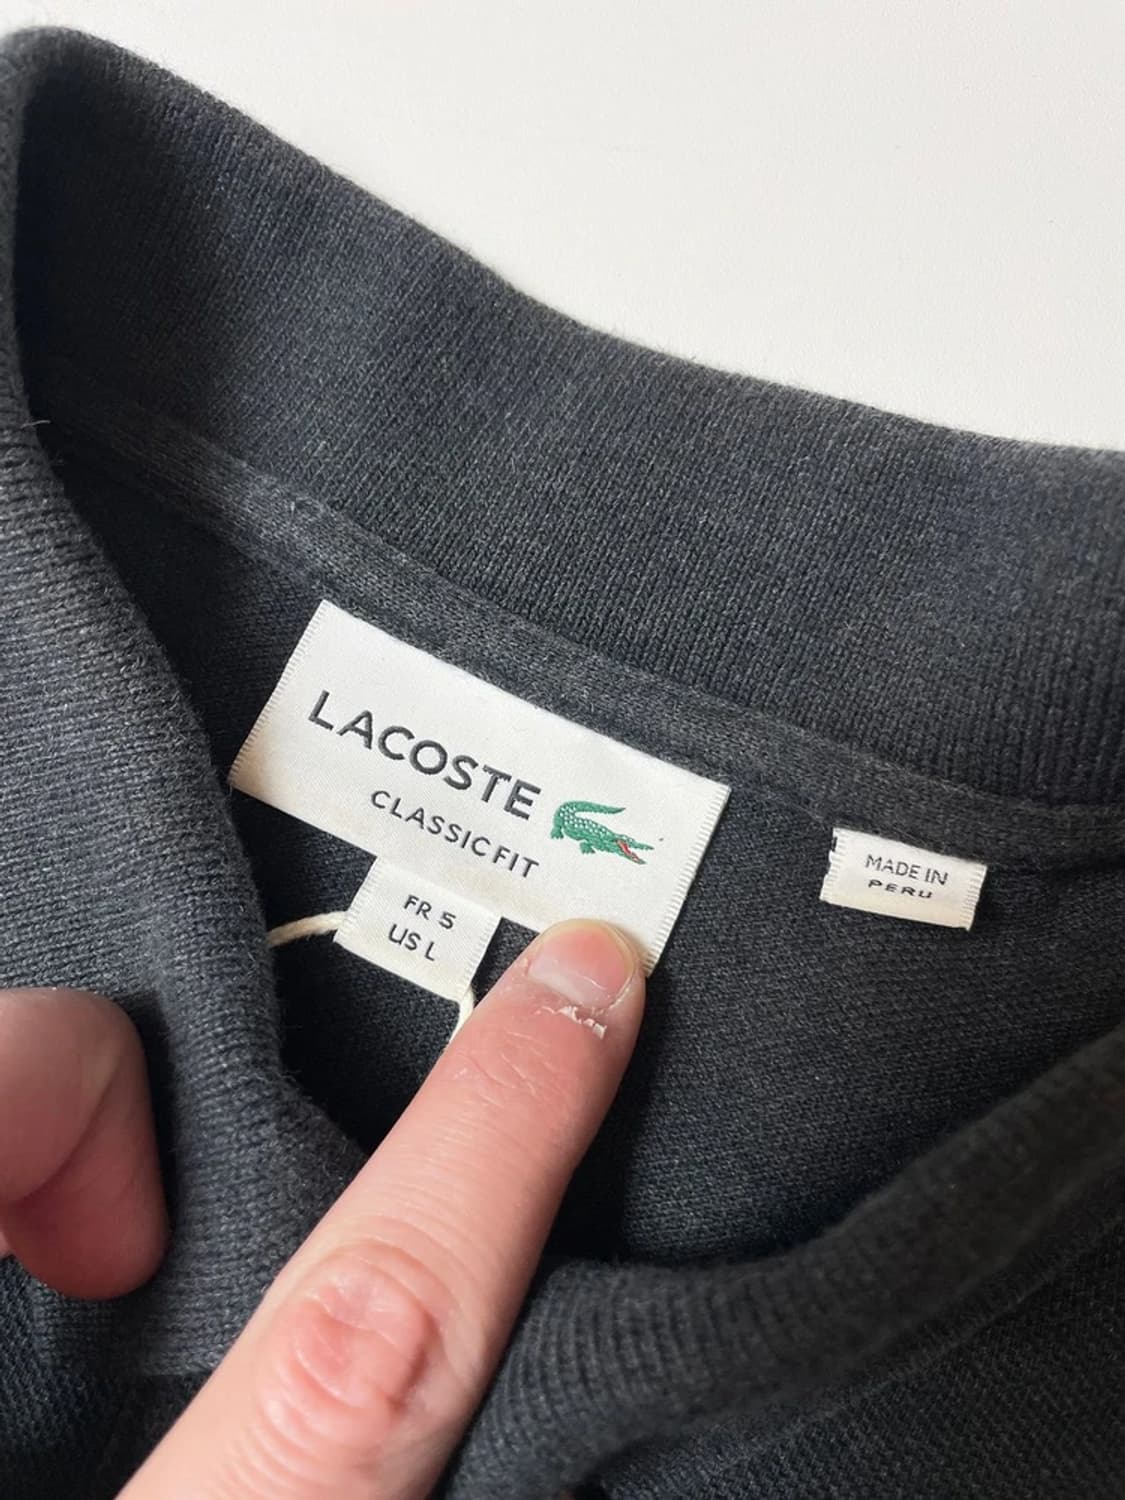 LACOSTE
CLASSIC FIT
FR 5
US L
MADE IN
PERU